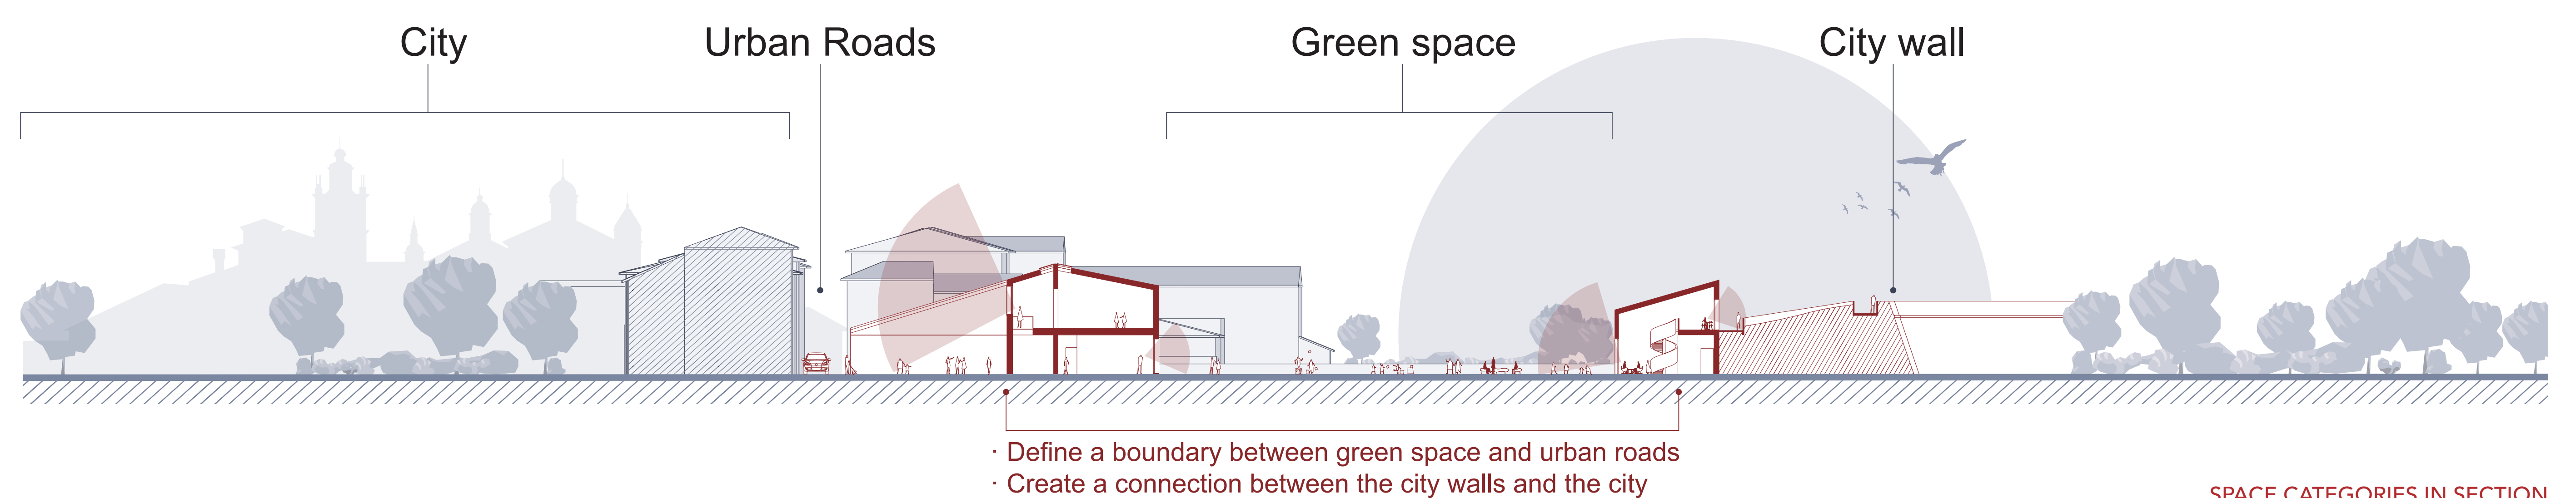 City
Urban Roads
Green space
City wall
· Define a boundary between green space and urban roads
· Create a connection between the city walls and the city
SPACE CATEGORIES IN SECTION